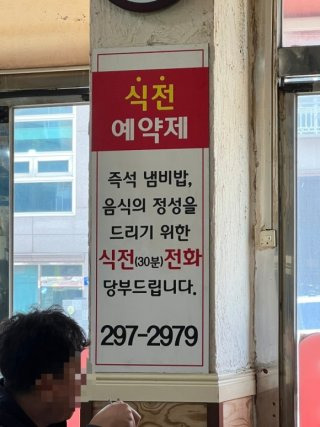 식전
예약제
즉석 냄비밥,
음식의 정성을
드리기 위한
식전(30분)전화
당부드립니다.
297-2979